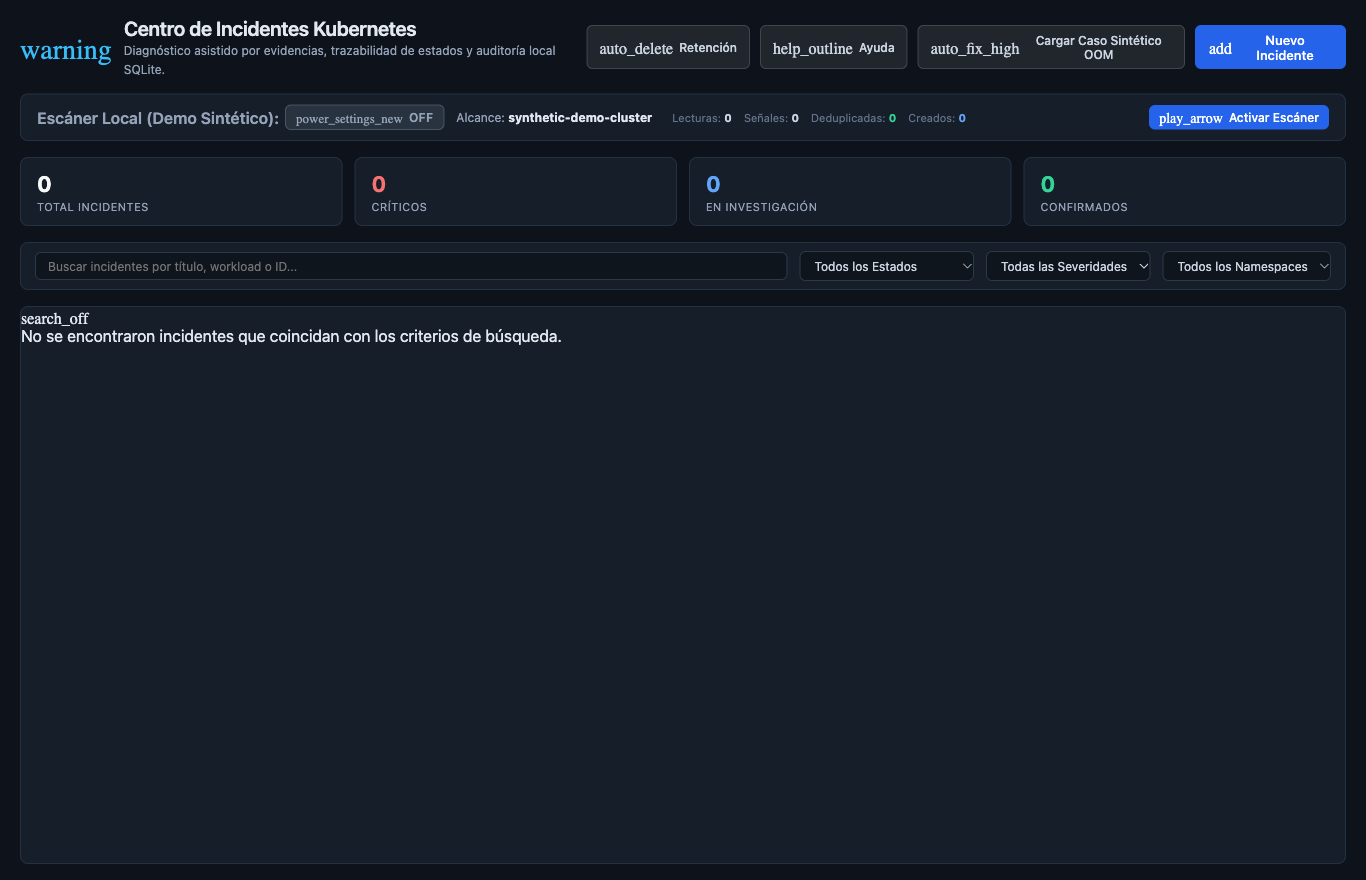 warning
Centro de Incidentes Kubernetes
Diagnóstico asistido por evidencias, trazabilidad de estados y auditoría local
SQLite.
auto_delete Retención
help_outline Ayuda
auto_fix_high Cargar Caso Sintético
OOM
add Nuevo
Incidente
Escáner Local (Demo Sintético): power_settings_new OFF Alcance: synthetic-demo-cluster Lecturas: 0 Señales: 0 Deduplicadas: 0 Creados: 0 play_arrow Activar Escáner
0
TOTAL INCIDENTES
0
CRÍTICOS
0
EN INVESTIGACIÓN
0
CONFIRMADOS
Buscar incidentes por título, workload o ID... Todos los Estados Todas las Severidades Todos los Namespaces
search_off
No se encontraron incidentes que coincidan con los criterios de búsqueda.